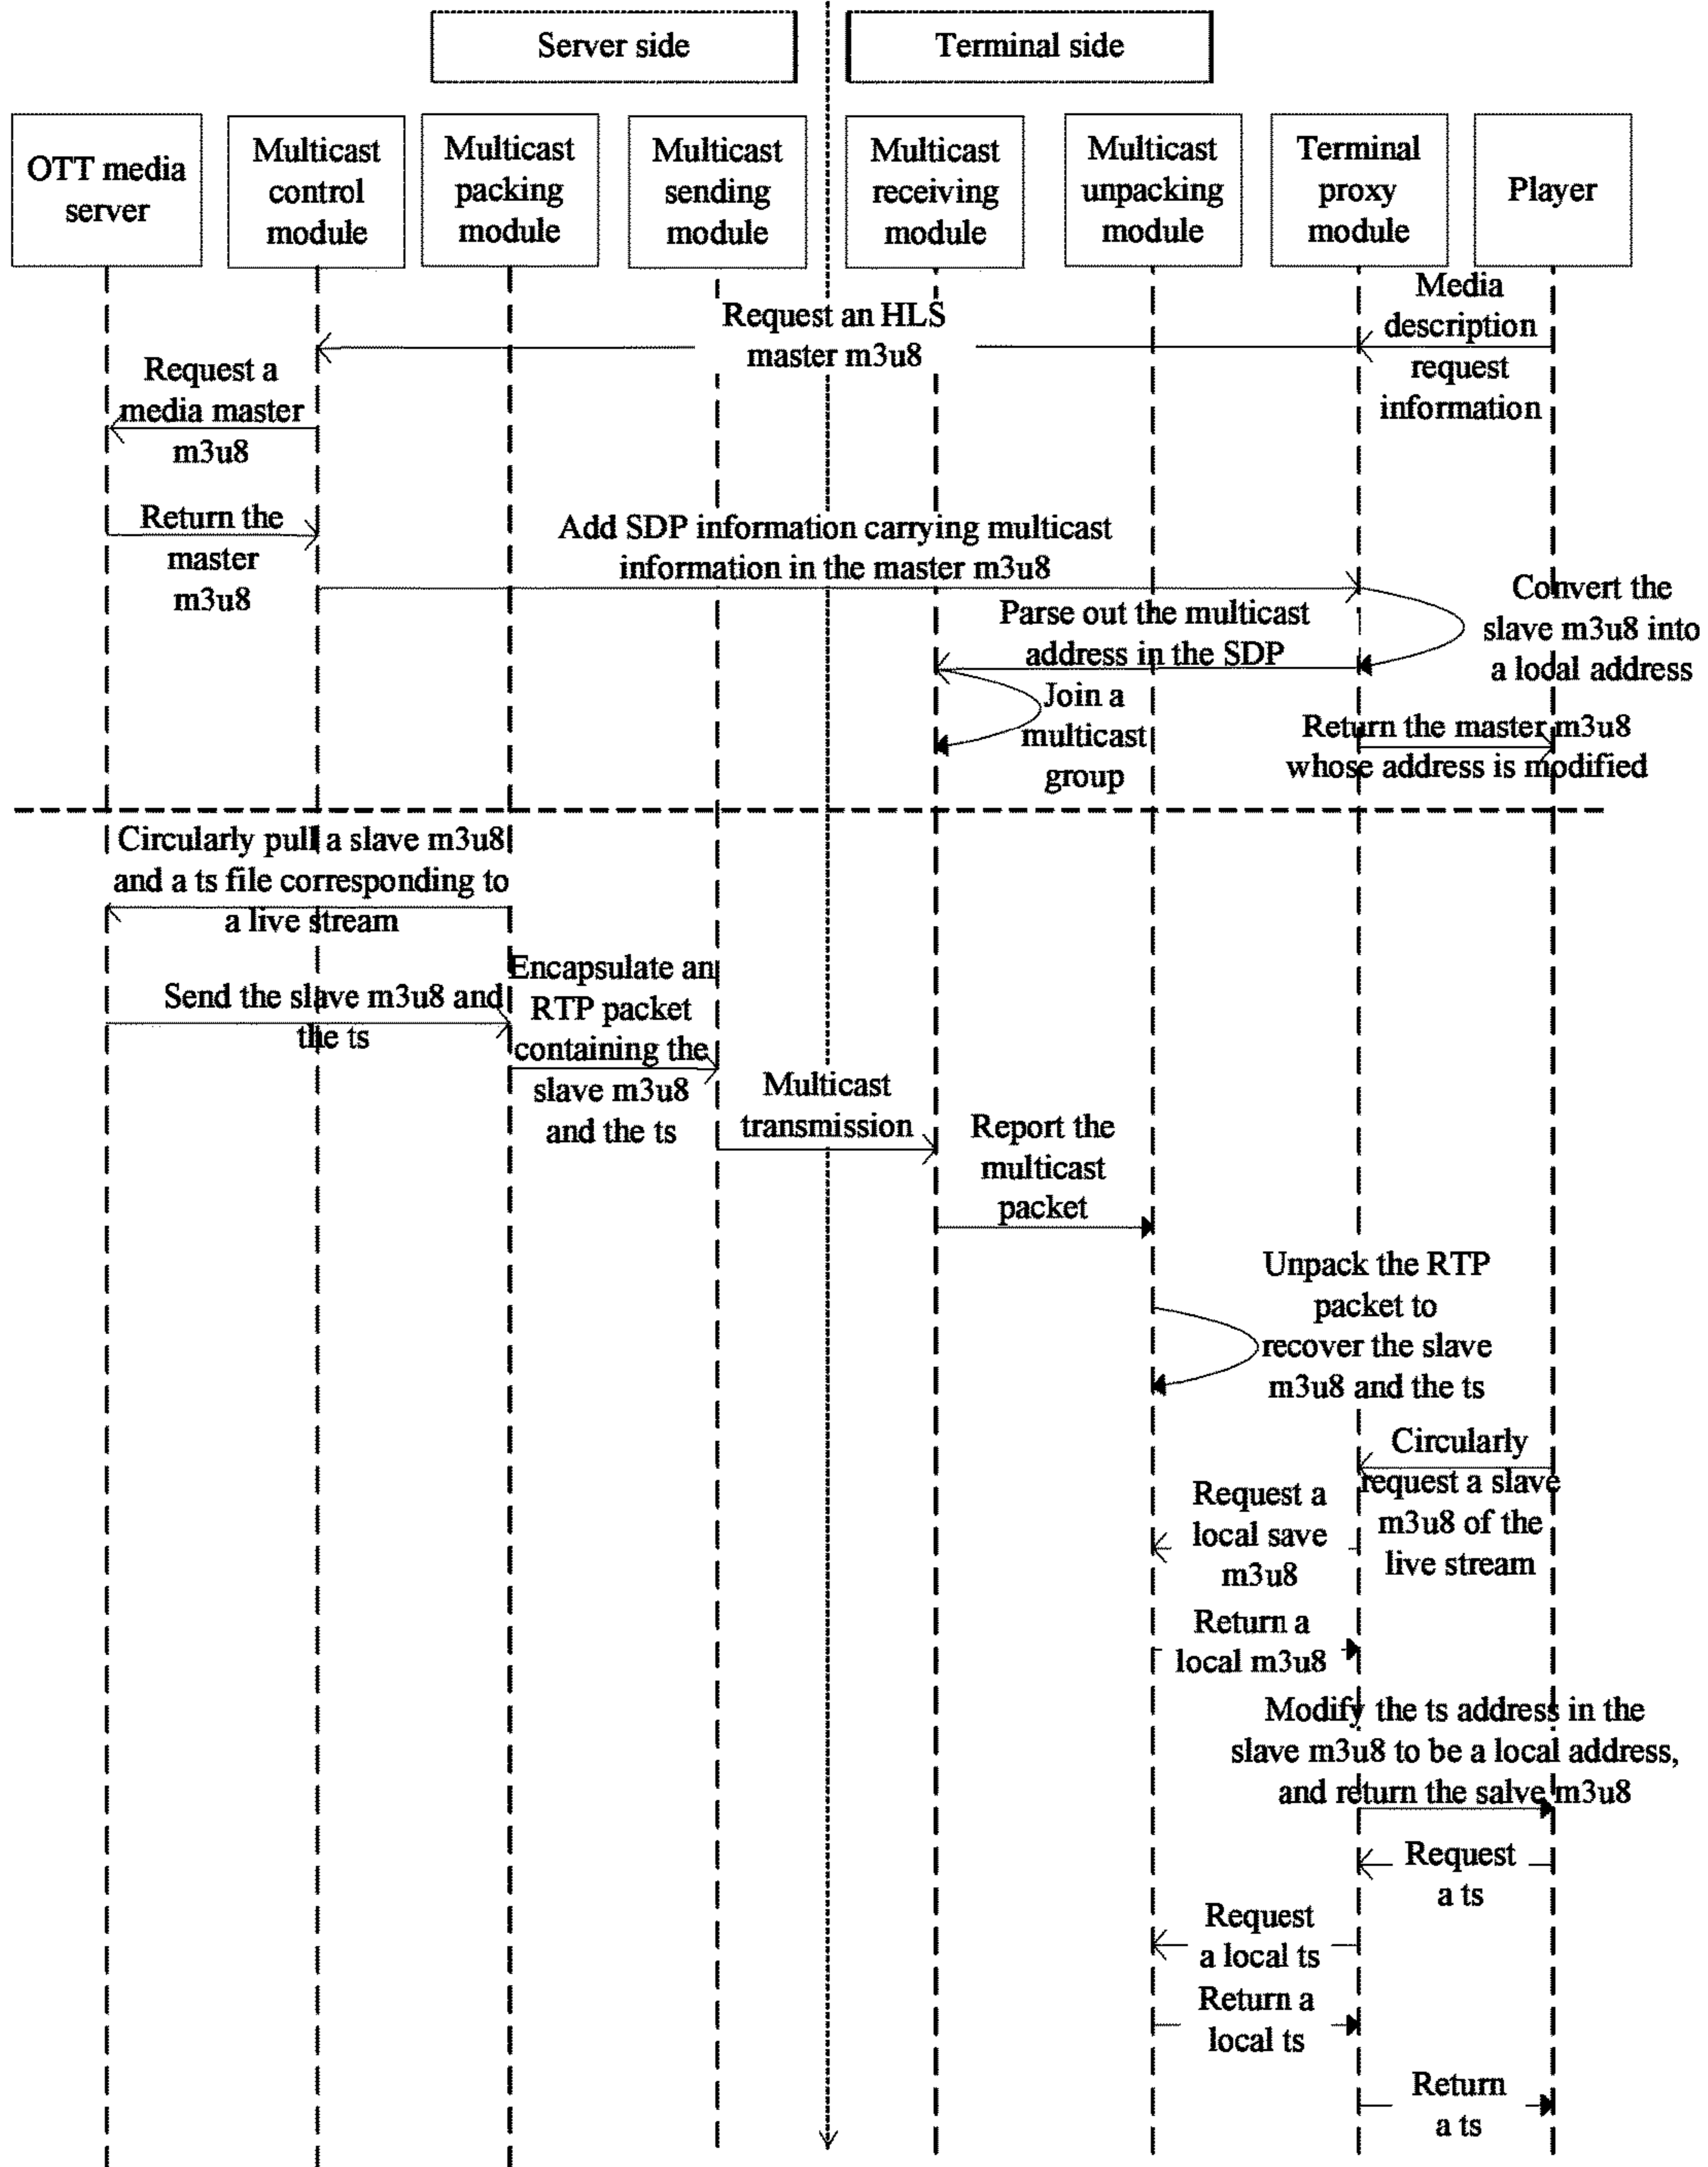 Server side
Terminal side
OTT media
server
Multicast
control
module
Multicast
packing
module
Multicast
sending
module
Multicast
receiving
module
Multicast
unpacking
module
Terminal
proxy
module
Player
Media
description
request
information
Request an HLS
master m3u8
Request a
media master
m3u8
Return the
master
m3u8
Add SDP information carrying multicast
information in the master m3u8
Convert the
slave m3u8 into
a local address
Parse out the multicast
address in the SDP
Join a
multicast
group
Return the master m3u8
whose address is modified
Circularly pull a slave m3u8
and a ts file corresponding to
a live stream
Send the slave m3u8 and
the ts
Encapsulate an
RTP packet
containing the
slave m3u8
and the ts
Multicast
transmission
Report the
multicast
packet
Unpack the RTP
packet to
recover the slave
m3u8 and the ts
Circularly
request a slave
m3u8 of the
live stream
Request a
local save
m3u8
Return a
local m3u8
Modify the ts address in the
slave m3u8 to be a local address,
and return the salve m3u8
Request
a ts
Request
a local ts
Return a
local ts
Return
a ts